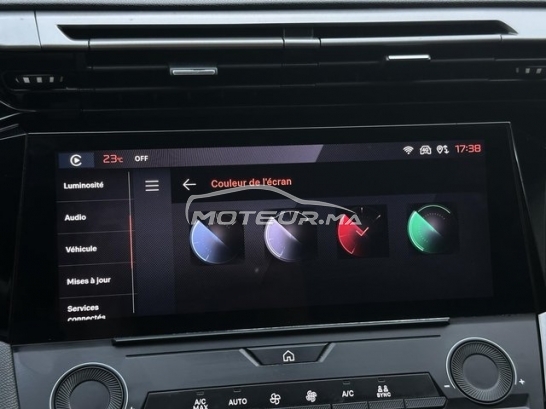 23°C OFF 17:38
Luminosité
Couleur de l'écran
Audio
MOTEUR.MA
Véhicule
Mises à jour
Services
connectés
A/C
MAX
AUTO
A/C
SYNC